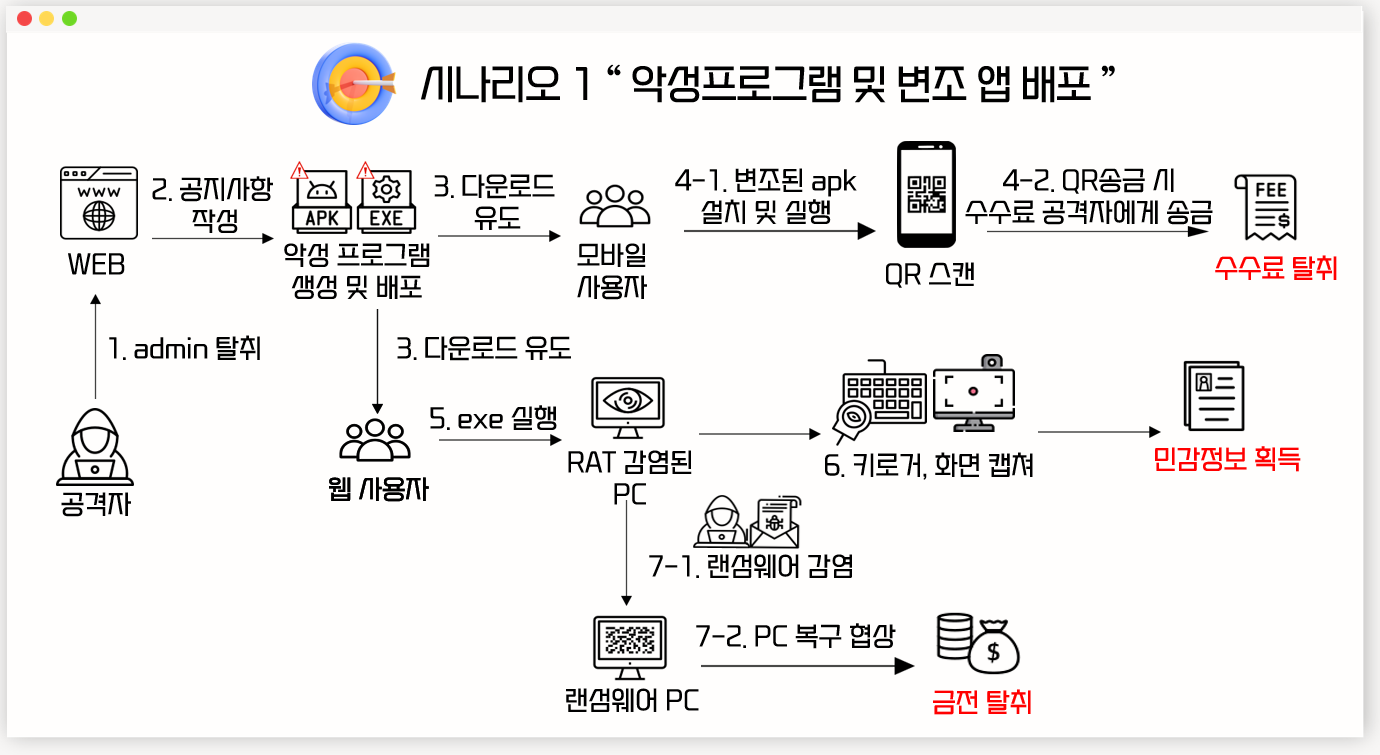 시나리오 1 “ 악성프로그램 및 변조 앱 배포 ”
WWW
WEB
2. 공지사항
작성
APK
EXE
악성 프로그램
생성 및 배포
3. 다운로드
유도
모바일
사용자
4-1. 변조된 apk
설치 및 실행
QR 스캔
4-2. QR송금 시
수수료 공격자에게 송금
FEE
$
수수료 탈취
1. admin 탈취
공격자
3. 다운로드 유도
웹 사용자
5. exe 실행
RAT 감염된
PC
6. 키로거, 화면 캡쳐
민감정보 획득
7-1. 랜섬웨어 감염
랜섬웨어 PC
7-2. PC 복구 협상
$
금전 탈취